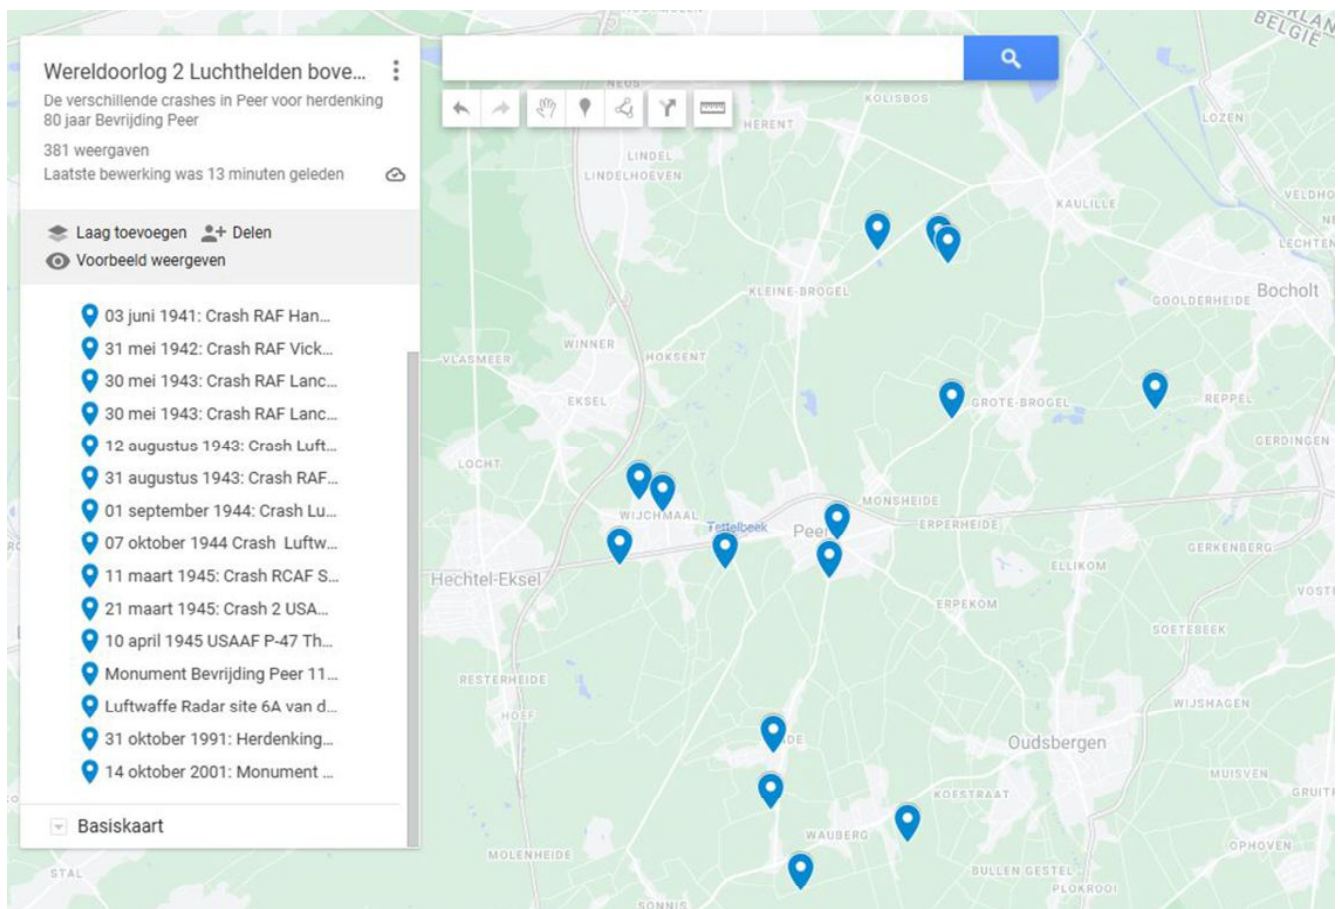 Wereldoorlog 2 Luchthelden bove...
De verschillende crashes in Peer voor herdenking
80 jaar Bevrijding Peer
381 weergaven
Laatste bewerking was 13 minuten geleden
Laag toevoegen
Delen
Voorbeeld weergeven
03 juni 1941: Crash RAF Han...
31 mei 1942: Crash RAF Vick...
30 mei 1943: Crash RAF Lanc...
30 mei 1943: Crash RAF Lanc...
12 augustus 1943: Crash Luft...
31 augustus 1943: Crash RAF...
01 september 1944: Crash Lu...
07 oktober 1944 Crash Luftw...
11 maart 1945: Crash RCAF S...
21 maart 1945: Crash 2 USA...
10 april 1945 USAAF P-47 Th...
Monument Bevrijding Peer 11...
Luftwaffe Radar site 6A van d...
31 oktober 1991: Herdenking...
14 oktober 2001: Monument ...
Basiskaart
BELGIË
KOLISBOS
LOZEN
HERENT
LINDEL
LINDELHOEVEN
KAULILLE
KLEINE-BROGEL
GOOLDERHEIDE
Bocholt
WINNER
HOKSENT
VLASMEER
EKSEL
GROTE-BROGEL
REPPEL
GERDINGEN
LOCHT
MONSHEIDE
WIJCHMAAL
Tettelbeek
Peer
ERPERHEIDE
GERKENBERG
ELLIKOM
Hechtel-Eksel
ERPEKOM
SOETEBEEK
RESTERHEIDE
WIJSHAGEN
HOEF
Oudsbergen
MUISVEN
KOESTRAAT
WAUBERG
OPHOVEN
MOLENHEIDE
BULLEN GESTEL
PLOKROOI
STAL
SONNIS